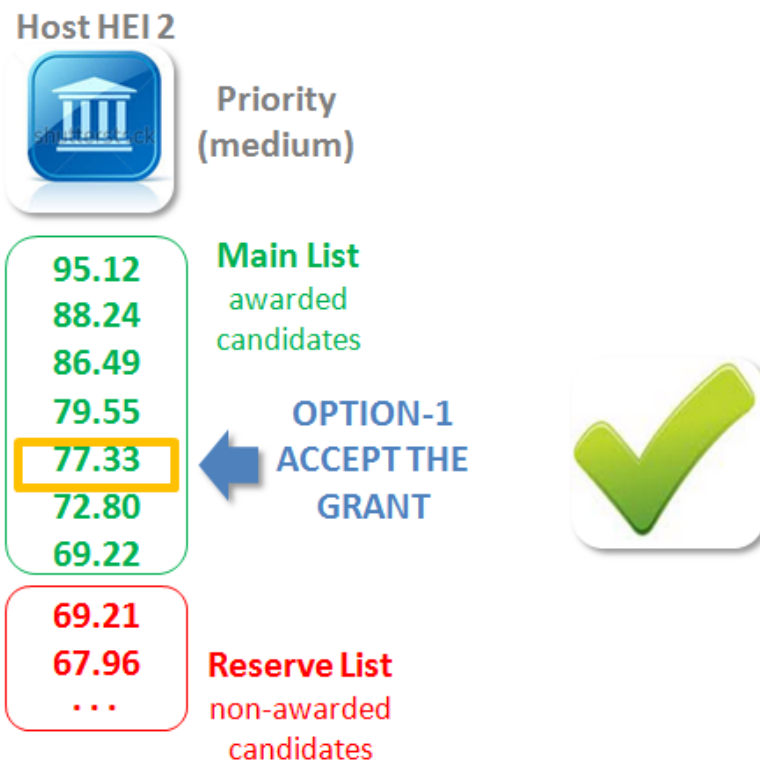 Host HEI 2
shutterstock
Priority
(medium)
95.12
88.24
86.49
79.55
77.33
72.80
69.22
Main List
awarded
candidates
OPTION-1
ACCEPT THE
GRANT
69.21
67.96
...
Reserve List
non-awarded
candidates